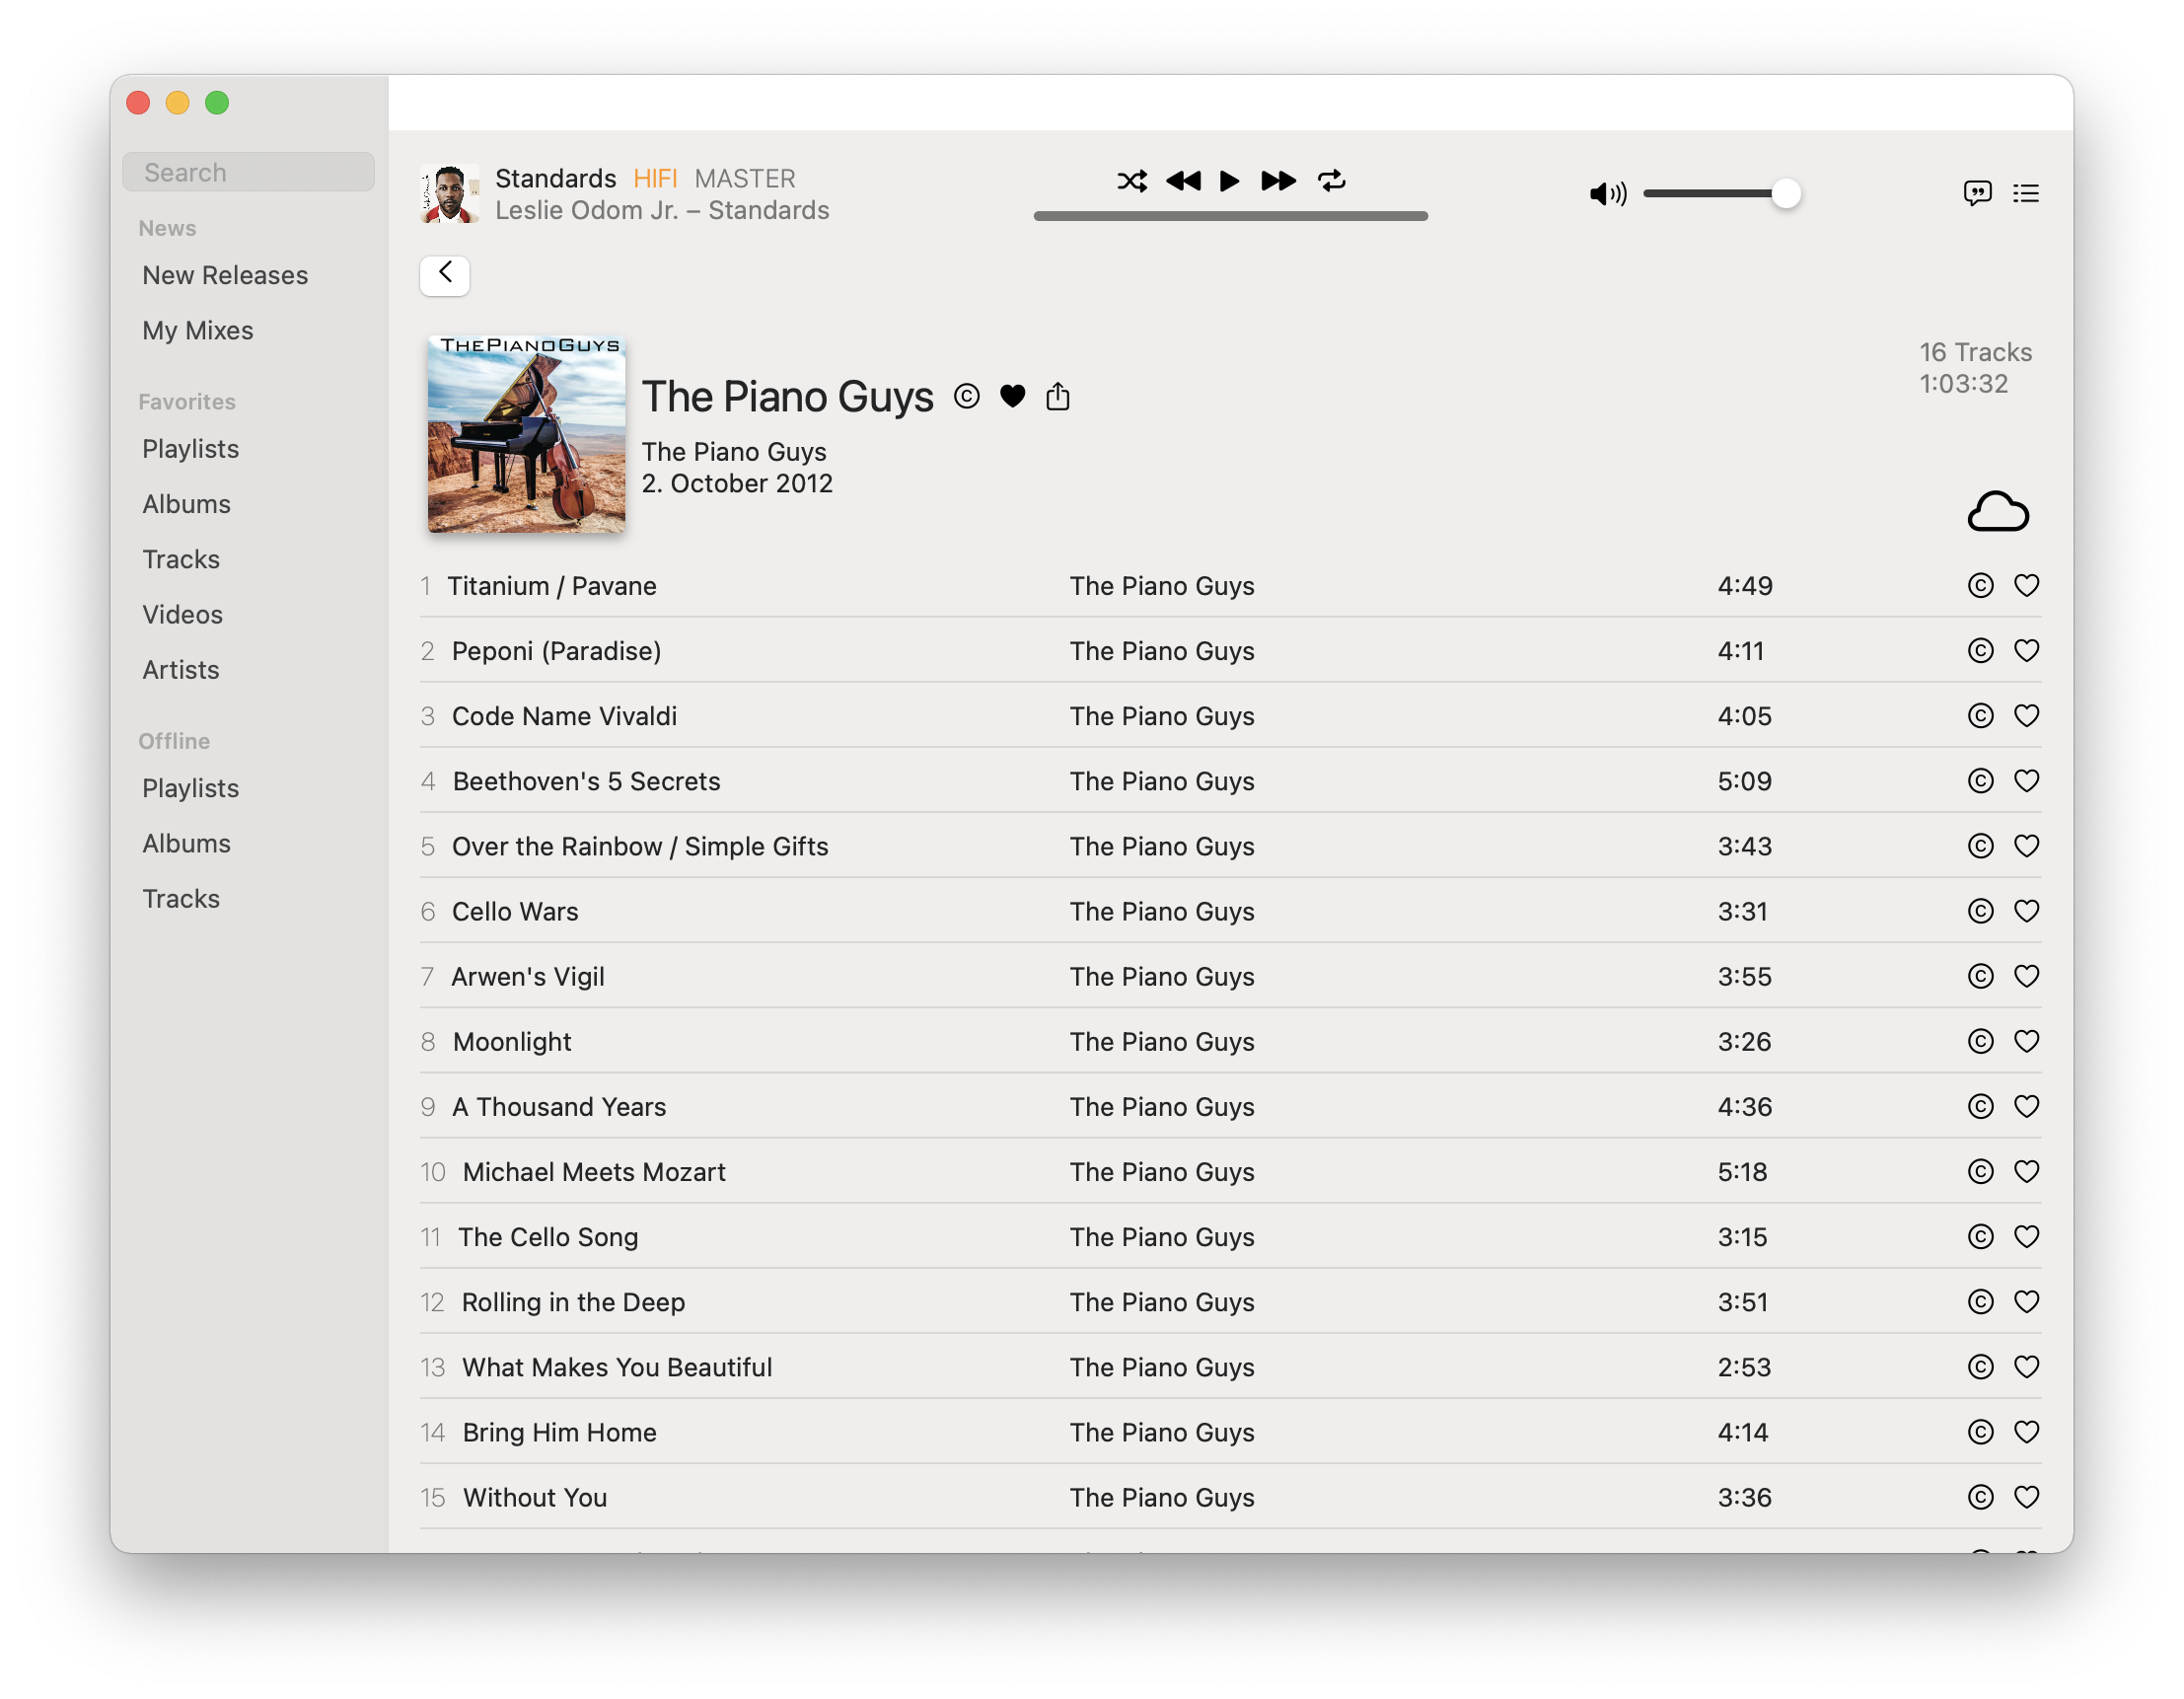 Search
News
New Releases
My Mixes
Favorites
Playlists
Albums
Tracks
Videos
Artists
Offline
Playlists
Albums
Tracks
Standards HIFI MASTER
Leslie Odom Jr. – Standards
THEPIANOGUYS
The Piano Guys
The Piano Guys
2. October 2012
16 Tracks
1:03:32
1 Titanium / Pavane The Piano Guys 4:49
2 Peponi (Paradise) The Piano Guys 4:11
3 Code Name Vivaldi The Piano Guys 4:05
4 Beethoven's 5 Secrets The Piano Guys 5:09
5 Over the Rainbow / Simple Gifts The Piano Guys 3:43
6 Cello Wars The Piano Guys 3:31
7 Arwen's Vigil The Piano Guys 3:55
8 Moonlight The Piano Guys 3:26
9 A Thousand Years The Piano Guys 4:36
10 Michael Meets Mozart The Piano Guys 5:18
11 The Cello Song The Piano Guys 3:15
12 Rolling in the Deep The Piano Guys 3:51
13 What Makes You Beautiful The Piano Guys 2:53
14 Bring Him Home The Piano Guys 4:14
15 Without You The Piano Guys 3:36